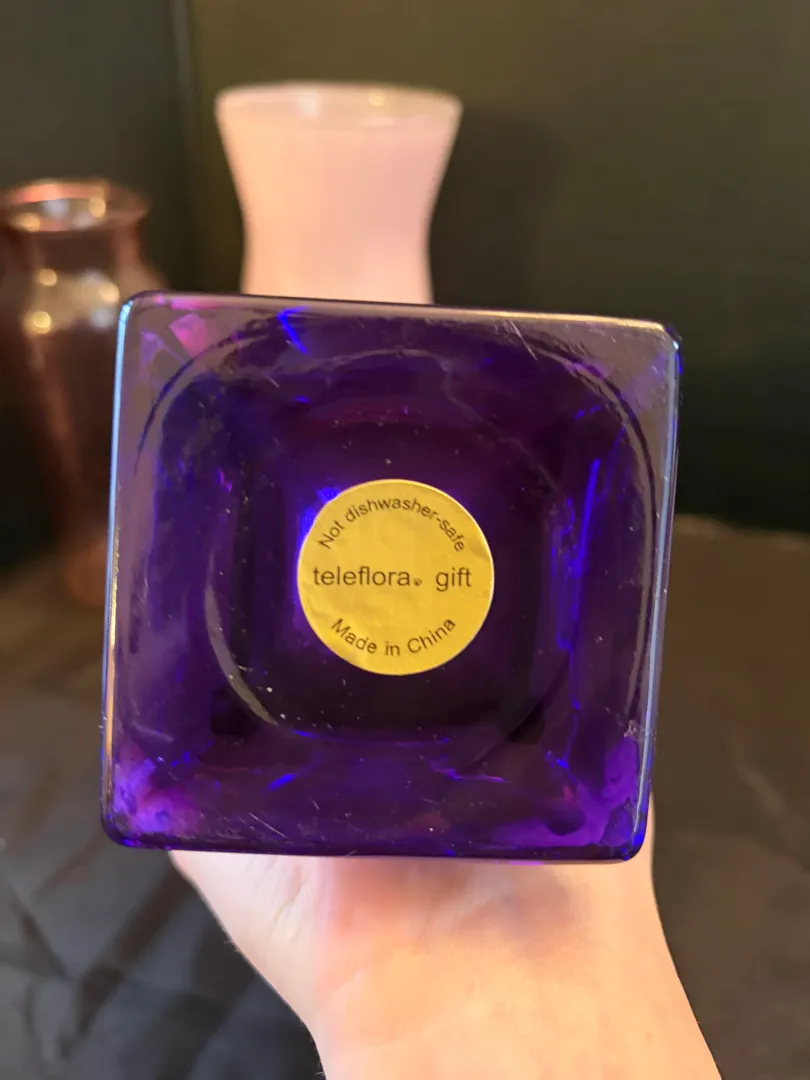 Not dishwasher-safe
teleflora® gift
Made in China